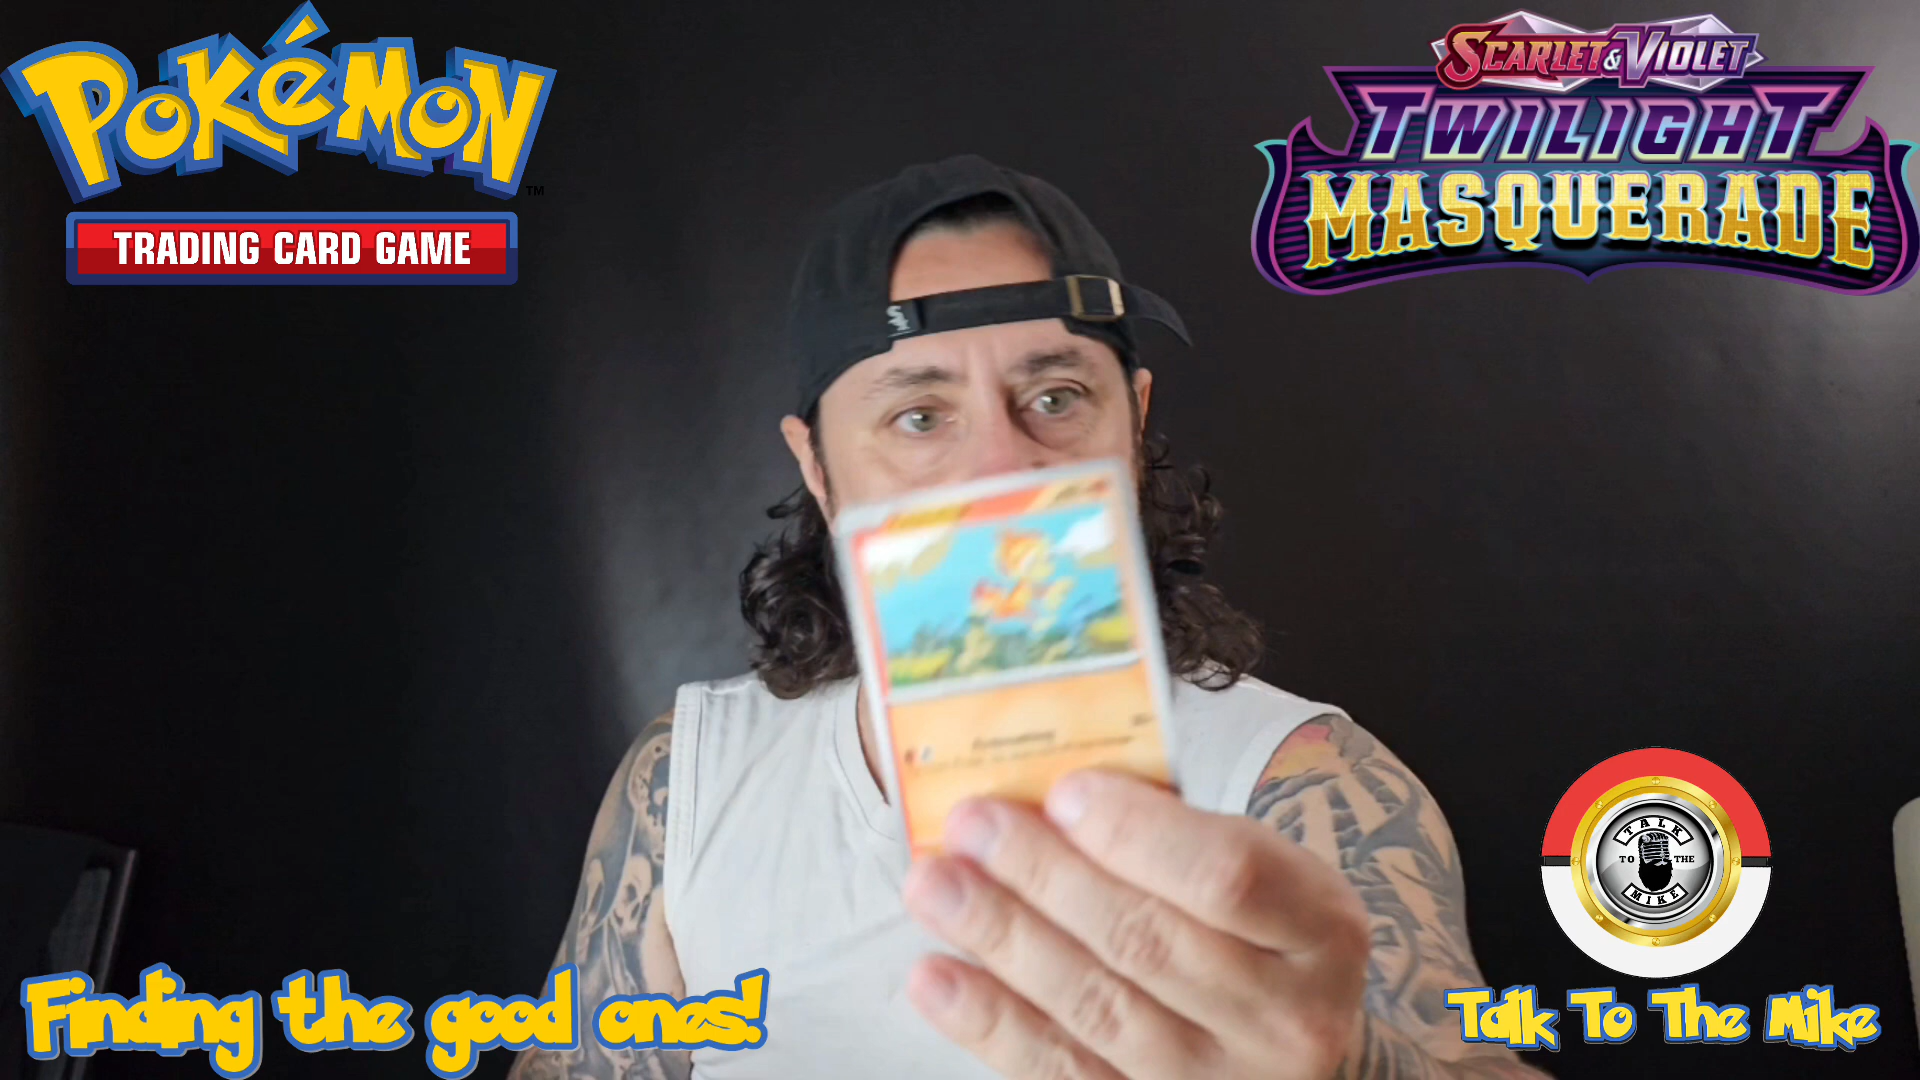 POKéMON
TM
TRADING CARD GAME
SCARLET & VIOLET
TWILIGHT
MASQUERADE
TALK
TO THE
MIKE
Finding the good ones!
Talk To The Mike